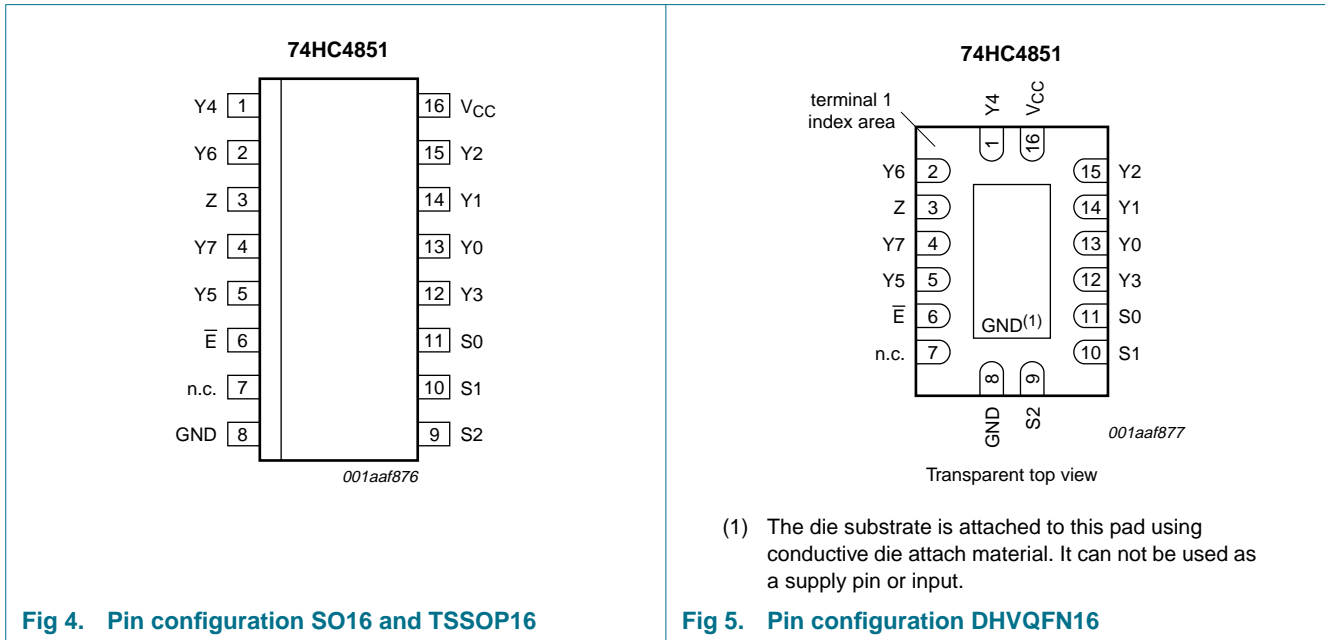 74HC4851
Y4 1
16 VCC
Y6 2
15 Y2
Z 3
14 Y1
Y7 4
13 Y0
Y5 5
12 Y3
E̅ 6
11 S0
n.c. 7
10 S1
GND 8
9 S2
001aaf876
Fig 4. Pin configuration SO16 and TSSOP16
74HC4851
terminal 1
index area
Y4
VCC
1
16
Y6 2
15 Y2
Z 3
14 Y1
Y7 4
13 Y0
Y5 5
12 Y3
E̅ 6
11 S0
GND(1)
n.c. 7
10 S1
8
9
GND
S2
001aaf877
Transparent top view
(1) The die substrate is attached to this pad using
conductive die attach material. It can not be used as
a supply pin or input.
Fig 5. Pin configuration DHVQFN16